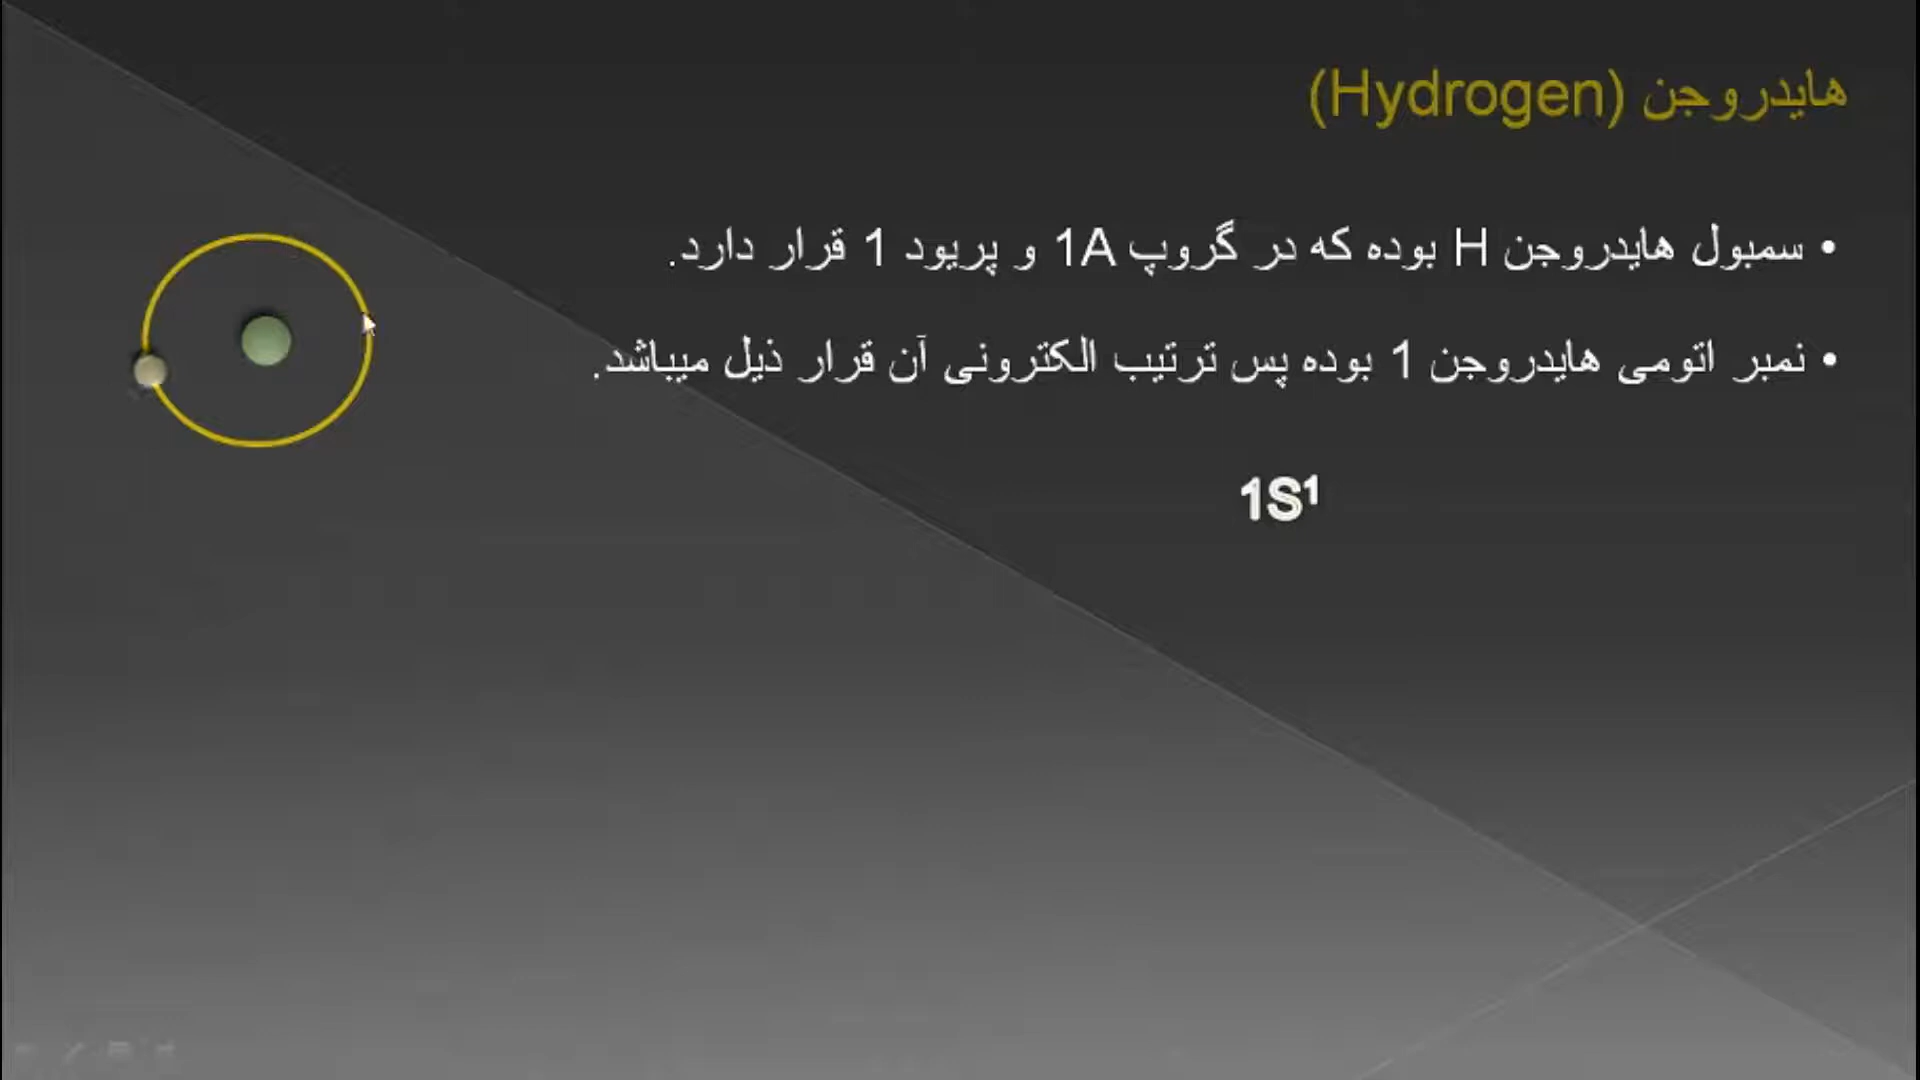 هایدروجن (Hydrogen)
• سمبول هایدروجن H بوده که در گروپ 1A و پریود 1 قرار دارد.
• نمبر اتومی هایدروجن 1 بوده پس ترتیب الکترونی آن قرار ذیل میباشد.
1S¹